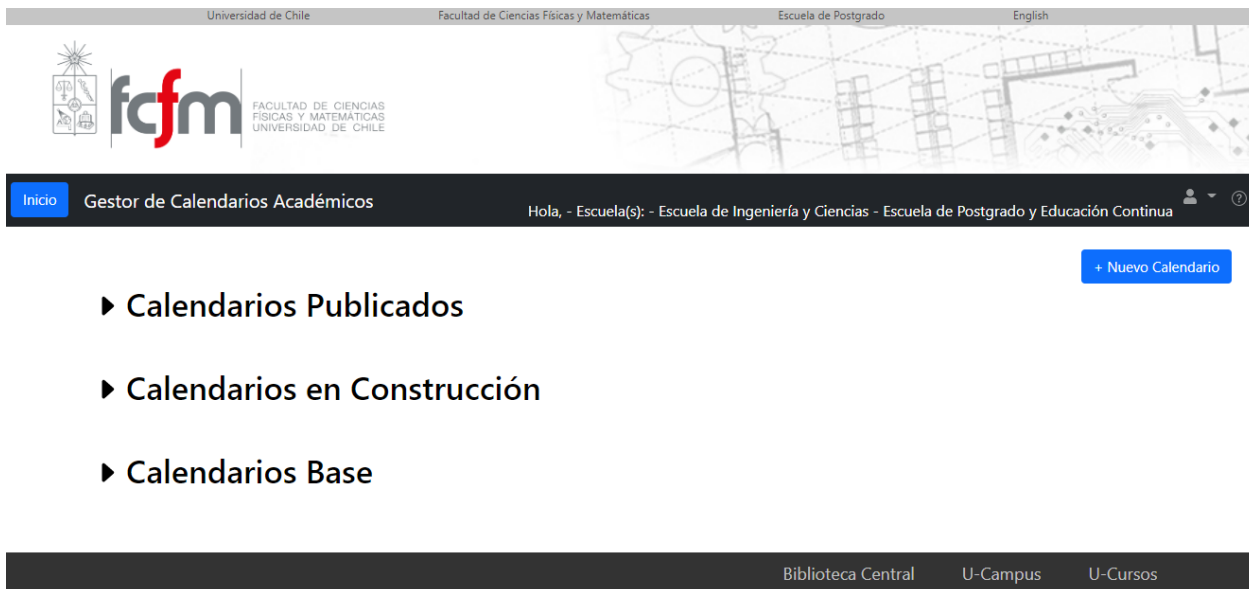 Universidad de Chile Facultad de Ciencias Físicas y Matemáticas Escuela de Postgrado English
fcfm
FACULTAD DE CIENCIAS
FÍSICAS Y MATEMÁTICAS
UNIVERSIDAD DE CHILE
Inicio Gestor de Calendarios Académicos Hola, - Escuela(s): - Escuela de Ingeniería y Ciencias - Escuela de Postgrado y Educación Continua ?
+ Nuevo Calendario
Calendarios Publicados
Calendarios en Construcción
Calendarios Base
Biblioteca Central U-Campus U-Cursos